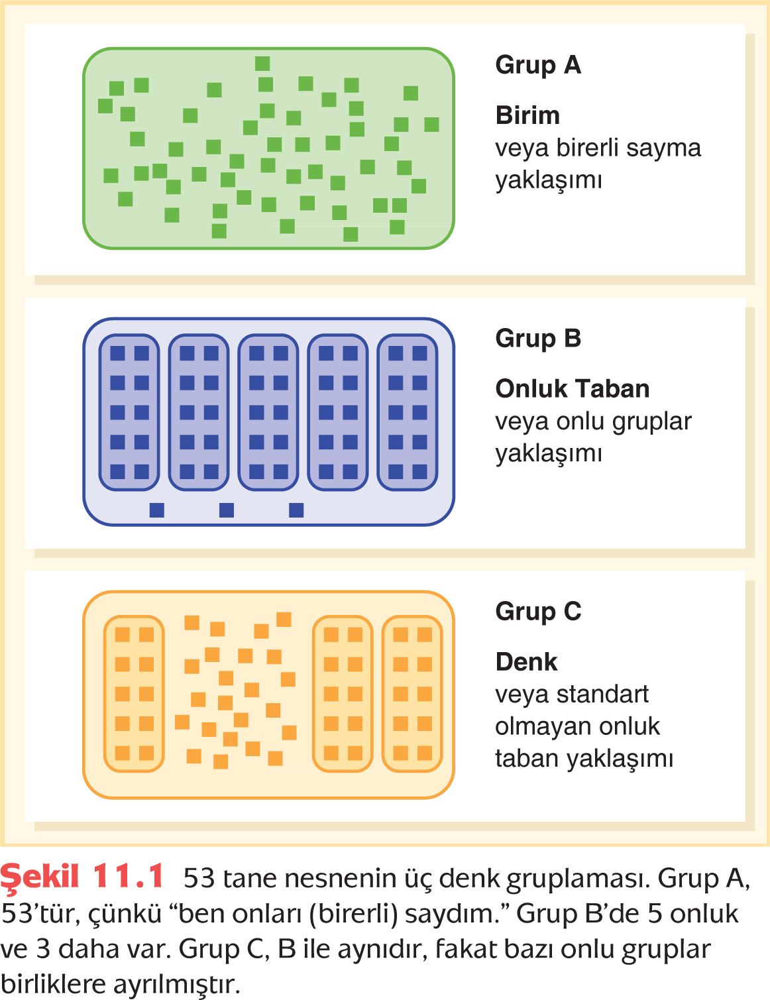 Grup A
Birim
veya birerli sayma
yaklaşımı
Grup B
Onluk Taban
veya onlu gruplar
yaklaşımı
Grup C
Denk
veya standart
olmayan onluk
taban yaklaşımı
Şekil 11.1 53 tane nesnenin üç denk gruplaması. Grup A,
53’tür, çünkü “ben onları (birerli) saydım.” Grup B’de 5 onluk
ve 3 daha var. Grup C, B ile aynıdır, fakat bazı onlu gruplar
birliklere ayrılmıştır.